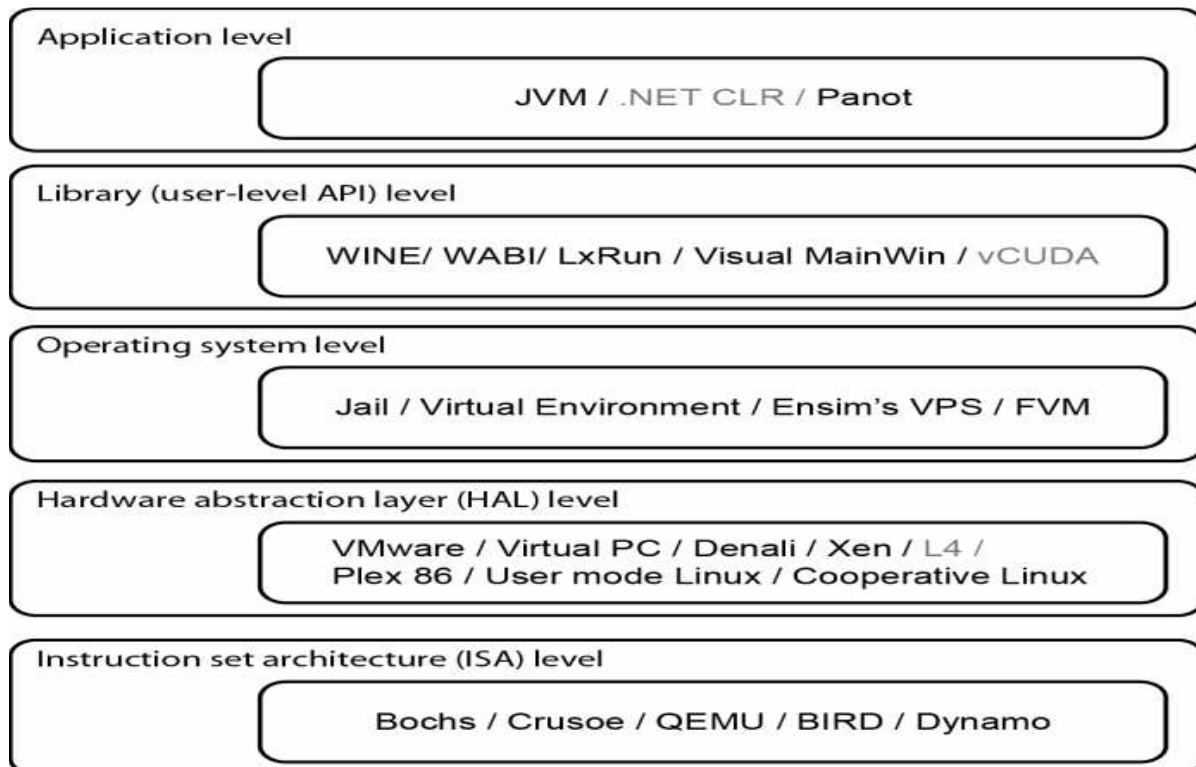 Application level
JVM / .NET CLR / Panot
Library (user-level API) level
WINE/ WABI/ LxRun / Visual MainWin / vCUDA
Operating system level
Jail / Virtual Environment / Ensim's VPS / FVM
Hardware abstraction layer (HAL) level
VMware / Virtual PC / Denali / Xen / L4 /
Plex 86 / User mode Linux / Cooperative Linux
Instruction set architecture (ISA) level
Bochs / Crusoe / QEMU / BIRD / Dynamo